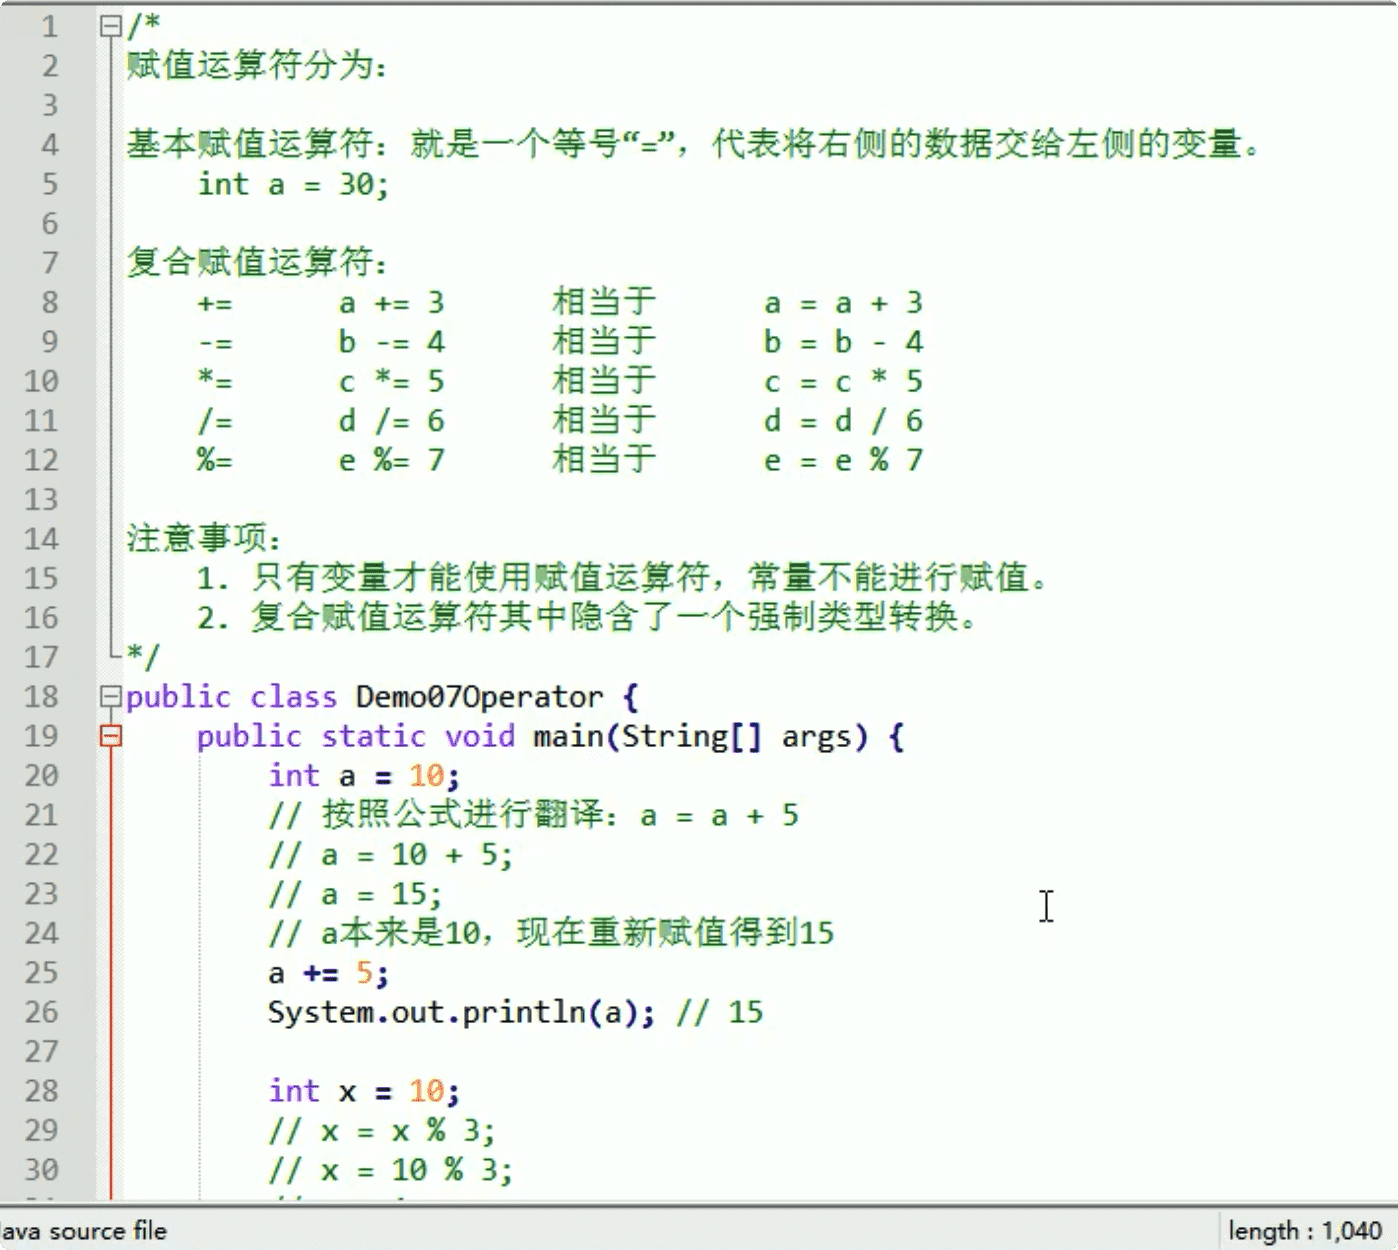 1 /*
2 赋值运算符分为：
3
4 基本赋值运算符：就是一个等号“=”，代表将右侧的数据交给左侧的变量。
5 int a = 30;
6
7 复合赋值运算符：
8 += a += 3 相当于 a = a + 3
9 -= b -= 4 相当于 b = b - 4
10 *= c *= 5 相当于 c = c * 5
11 /= d /= 6 相当于 d = d / 6
12 %= e %= 7 相当于 e = e % 7
13
14 注意事项：
15 1. 只有变量才能使用赋值运算符，常量不能进行赋值。
16 2. 复合赋值运算符其中隐含了一个强制类型转换。
17 */
18 public class Demo07Operator {
19 public static void main(String[] args) {
20 int a = 10;
21 // 按照公式进行翻译：a = a + 5
22 // a = 10 + 5;
23 // a = 15;
24 // a本来是10，现在重新赋值得到15
25 a += 5;
26 System.out.println(a); // 15
27
28 int x = 10;
29 // x = x % 3;
30 // x = 10 % 3;
ava source file length : 1,040